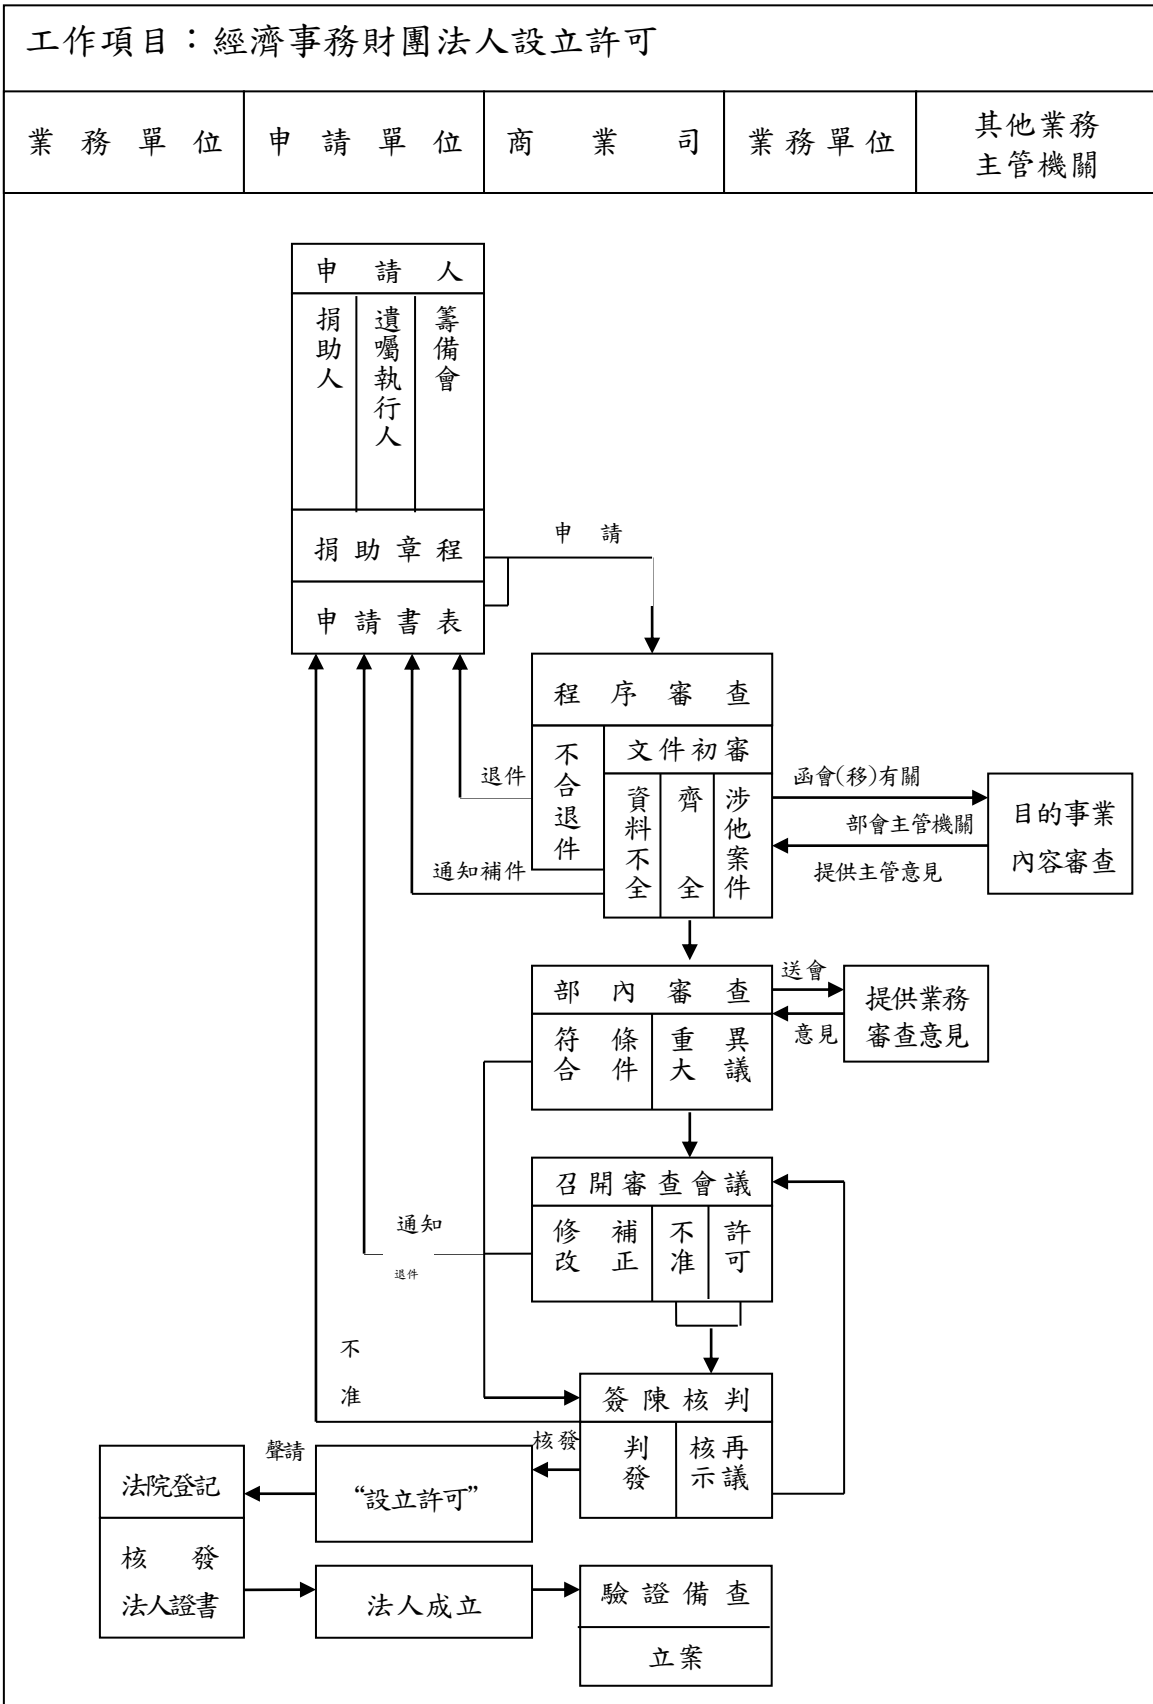 工作項目：經濟事務財團法人設立許可
業務單位
申請單位
商業司
業務單位
其他業務
主管機關
申請人
捐助人
遺囑執行人
籌備會
捐助章程
申請書表
申請
程序審查
不合退件
文件初審
資料不全
齊全
涉他案件
退件
通知補件
函會(移)有關
部會主管機關
提供主管意見
目的事業
內容審查
部內審查
符合
條件
重大
異議
送會
意見
提供業務
審查意見
召開審查會議
修改
補正
不准
許可
通知
退件
不准
簽陳核判
判發
核示
再議
核發
“設立許可”
聲請
法院登記
核發
法人證書
法人成立
驗證備查
立案